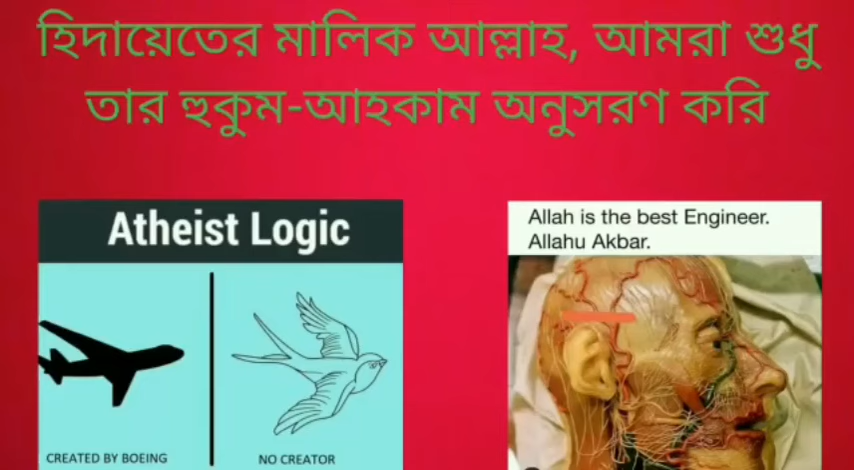 হিদায়েতের মালিক আল্লাহ, আমরা শুধু
তার হুকুম-আহকাম অনুসরণ করি
Atheist Logic
CREATED BY BOEING
NO CREATOR
Allah is the best Engineer.
Allahu Akbar.